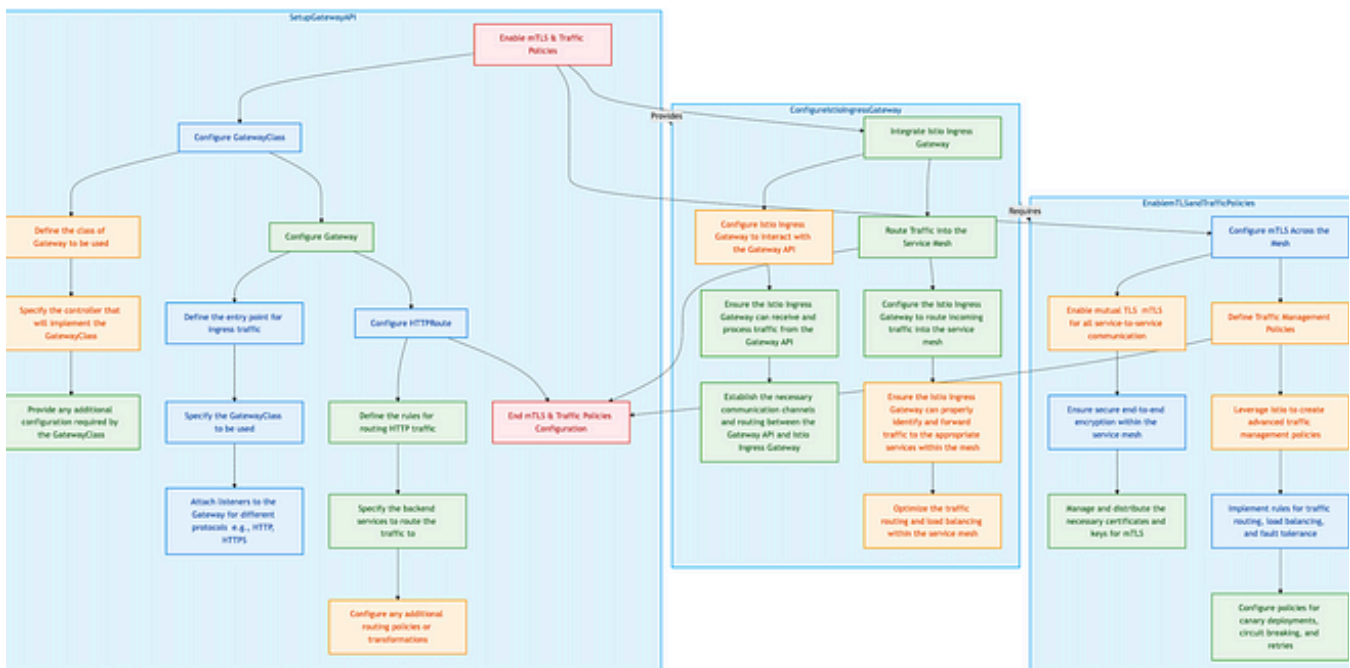 SetupGatewayAPI
Enable mTLS & Traffic
Policies
Configure GatewayClass
Define the class of
Gateway to be used
Configure Gateway
Specify the controller that
will implement the
GatewayClass
Define the entry point for
ingress traffic
Configure HTTPRoute
Provide any additional
configuration required by
the GatewayClass
Specify the GatewayClass
to be used
Define the rules for
routing HTTP traffic
End mTLS & Traffic Policies
Configuration
Attach listeners to the
Gateway for different
protocols e.g., HTTP,
HTTPS
Specify the backend
services to route the
traffic to
Configure any additional
routing policies or
transformations
Provides
ConfigureIstioIngressGateway
Integrate Istio Ingress
Gateway
Configure Istio Ingress
Gateway to interact with
the Gateway API
Route Traffic into the
Service Mesh
Ensure the Istio Ingress
Gateway can receive and
process traffic from the
Gateway API
Configure the Istio Ingress
Gateway to route incoming
traffic into the service
mesh
Establish the necessary
communication channels
and routing between the
Gateway API and Istio
Ingress Gateway
Ensure the Istio Ingress
Gateway can properly
identify and forward
traffic to the appropriate
services within the mesh
Optimize the traffic
routing and load balancing
within the service mesh
Requires
EnablemTLSandTrafficPolicies
Configure mTLS Across the
Mesh
Enable mutual TLS mTLS
for all service-to-service
communication
Define Traffic Management
Policies
Ensure secure end-to-end
encryption within the
service mesh
Leverage Istio to create
advanced traffic
management policies
Manage and distribute the
necessary certificates and
keys for mTLS
Implement rules for traffic
routing, load balancing,
and fault tolerance
Configure policies for
canary deployments,
circuit breaking, and
retries